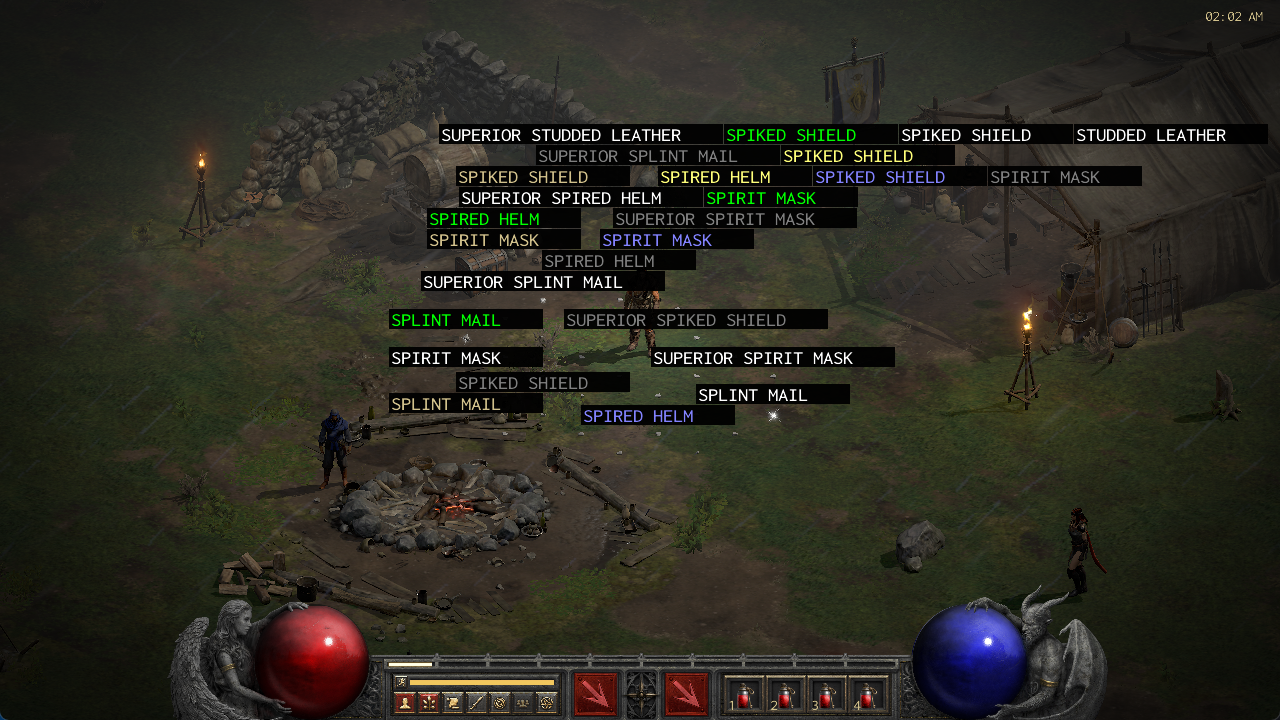 02:02 AM
SUPERIOR STUDDED LEATHER SPIKED SHIELD SPIKED SHIELD STUDDED LEATHER
SUPERIOR SPLINT MAIL SPIKED SHIELD
SPIKED SHIELD SPIRED HELM SPIKED SHIELD SPIRIT MASK
SUPERIOR SPIRED HELM SPIRIT MASK
SPIRED HELM SUPERIOR SPIRIT MASK
SPIRIT MASK SPIRIT MASK
SPIRED HELM
SUPERIOR SPLINT MAIL
SPLINT MAIL SUPERIOR SPIKED SHIELD
SPIRIT MASK SUPERIOR SPIRIT MASK
SPIKED SHIELD
SPLINT MAIL
SPLINT MAIL
SPIRED HELM
1 2 3 4